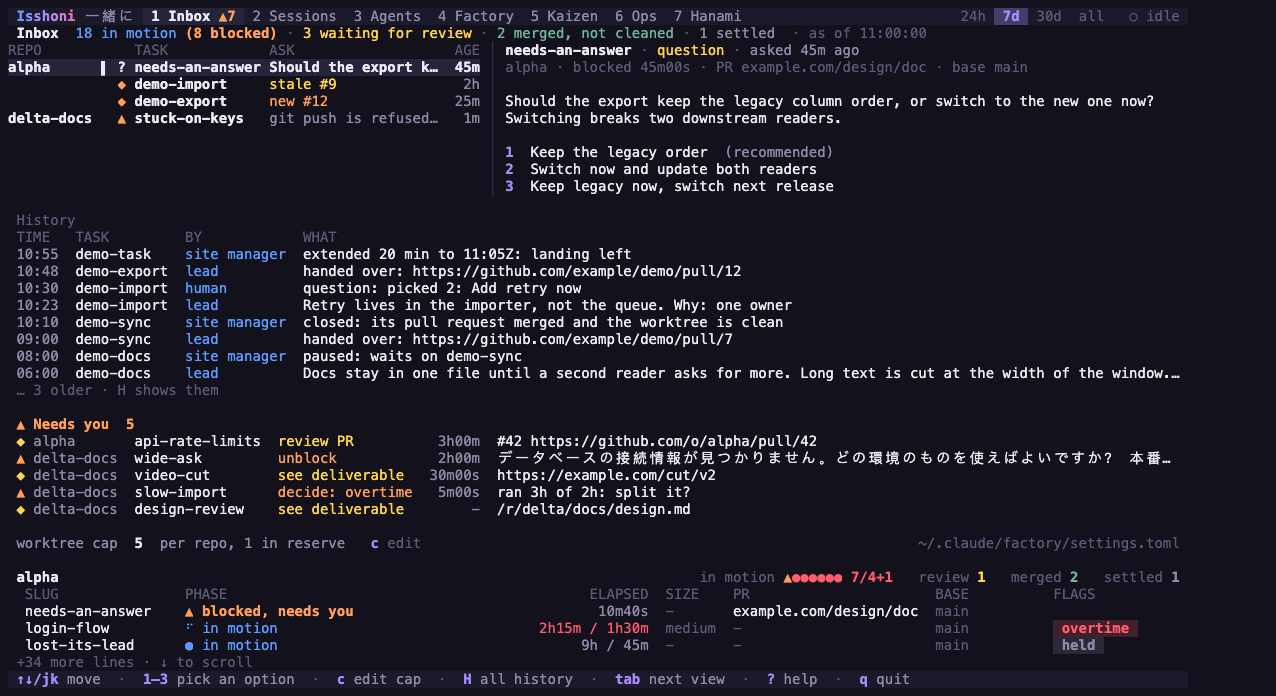 Isshoni 一緒に 1 Inbox ▲7 2 Sessions 3 Agents 4 Factory 5 Kaizen 6 Ops 7 Hanami 24h 7d 30d all ○ idle
Inbox 18 in motion (8 blocked) · 3 waiting for review · 2 merged, not cleaned · 1 settled · as of 11:00:00
REPO TASK ASK AGE
alpha ? needs-an-answer Should the export k… 45m
◆ demo-import stale #9 2h
◆ demo-export new #12 25m
delta-docs ▲ stuck-on-keys git push is refused… 1m
needs-an-answer · question · asked 45m ago
alpha · blocked 45m00s · PR example.com/design/doc · base main
Should the export keep the legacy column order, or switch to the new one now?
Switching breaks two downstream readers.
1 Keep the legacy order (recommended)
2 Switch now and update both readers
3 Keep legacy now, switch next release
History
TIME TASK BY WHAT
10:55 demo-task site manager extended 20 min to 11:05Z: landing left
10:48 demo-export lead handed over: https://github.com/example/demo/pull/12
10:30 demo-import human question: picked 2: Add retry now
10:23 demo-import lead Retry lives in the importer, not the queue. Why: one owner
10:10 demo-sync site manager closed: its pull request merged and the worktree is clean
09:00 demo-sync lead handed over: https://github.com/example/demo/pull/7
08:00 demo-docs site manager paused: waits on demo-sync
06:00 demo-docs lead Docs stay in one file until a second reader asks for more. Long text is cut at the width of the window.…
… 3 older · H shows them
▲ Needs you 5
◆ alpha api-rate-limits review PR 3h00m #42 https://github.com/o/alpha/pull/42
▲ delta-docs wide-ask unblock 2h00m データベースの接続情報が見つかりません。どの環境のものを使えばよいですか? 本番…
◆ delta-docs video-cut see deliverable 30m00s https://example.com/cut/v2
▲ delta-docs slow-import decide: overtime 5m00s ran 3h of 2h: split it?
◆ delta-docs design-review see deliverable – /r/delta/docs/design.md
worktree cap 5 per repo, 1 in reserve c edit ~/.claude/factory/settings.toml
alpha in motion ▲●●●●●● 7/4+1 review 1 merged 2 settled 1
SLUG PHASE ELAPSED SIZE PR BASE FLAGS
needs-an-answer ▲ blocked, needs you 10m40s – example.com/design/doc main
login-flow in motion 2h15m / 1h30m medium – main overtime
lost-its-lead ● in motion 9h / 45m – – main held
+34 more lines · ↓ to scroll
↑↓/jk move · 1–3 pick an option · c edit cap · H all history · tab next view · ? help · q quit